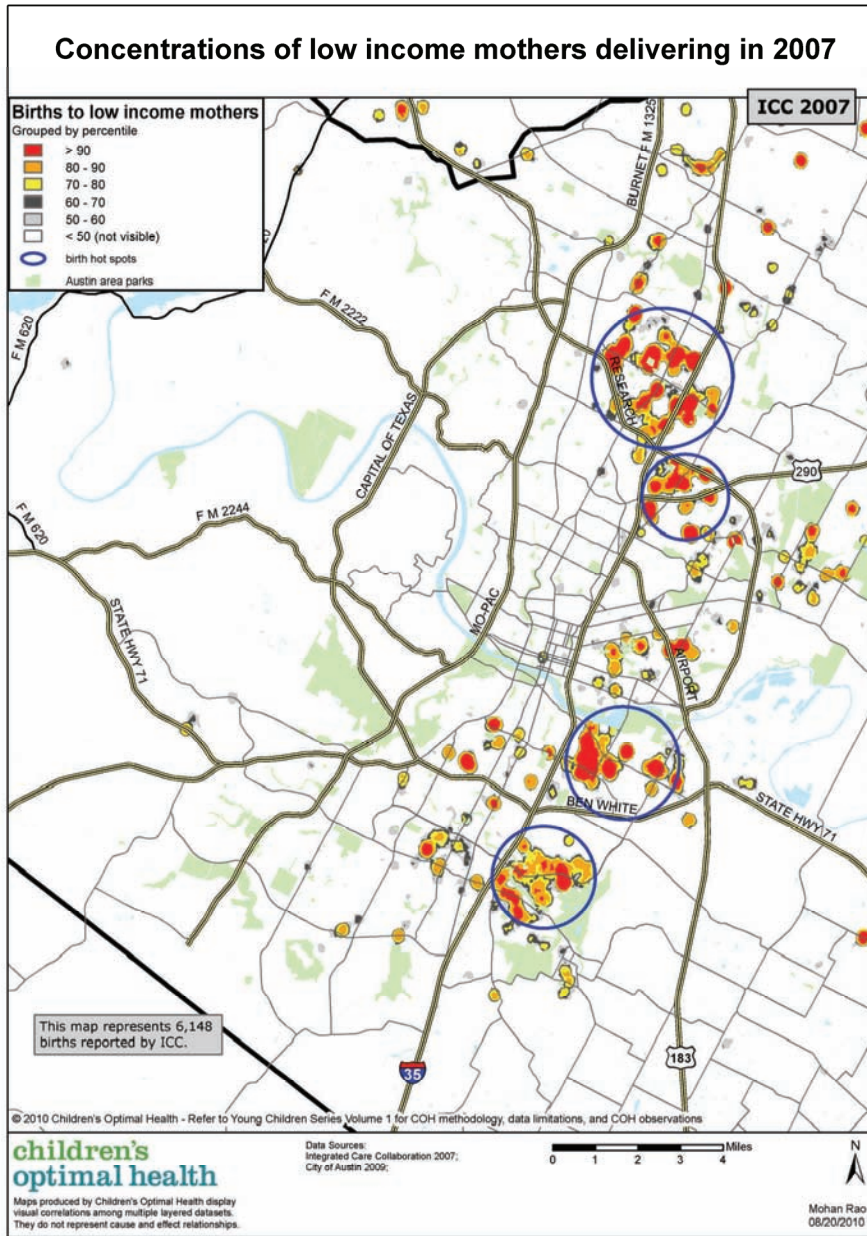 Concentrations of low income mothers delivering in 2007
Births to low income mothers
Grouped by percentile
> 90
80 - 90
70 - 80
60 - 70
50 - 60
< 50 (not visible)
birth hot spots
Austin area parks
ICC 2007
BURNET F M 1325
F M 620
F M 2222
RESEARCH
CAPITAL OF TEXAS
290
F M 2244
F M 620
STATE HWY 71
MO-PAC
AIRPORT
BEN WHITE
STATE HWY 71
This map represents 6,148
births reported by ICC.
35
183
© 2010 Children's Optimal Health - Refer to Young Children Series Volume 1 for COH methodology, data limitations, and COH observations
children's
optimal health
Maps produced by Children's Optimal Health display
visual correlations among multiple layered datasets.
They do not represent cause and effect relationships.
Data Sources:
Integrated Care Collaboration 2007;
City of Austin 2009;
Miles
0 1 2 3 4
N
Mohan Rao
08/20/2010